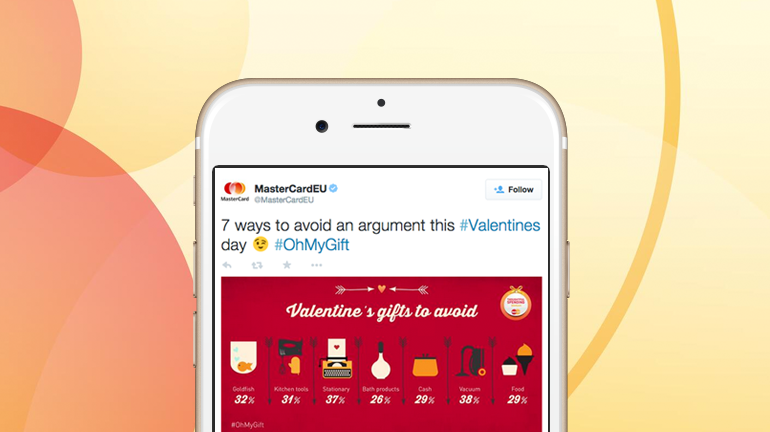 MasterCardEU
@MasterCardEU
MasterCard
Follow
7 ways to avoid an argument this #Valentines
day 😉 #OhMyGift
Valentine's gifts to avoid
Goldfish
32%
Kitchen tools
31%
Stationary
37%
Bath products
26%
Cash
29%
Vacuum
38%
Food
29%
#OhMyGift